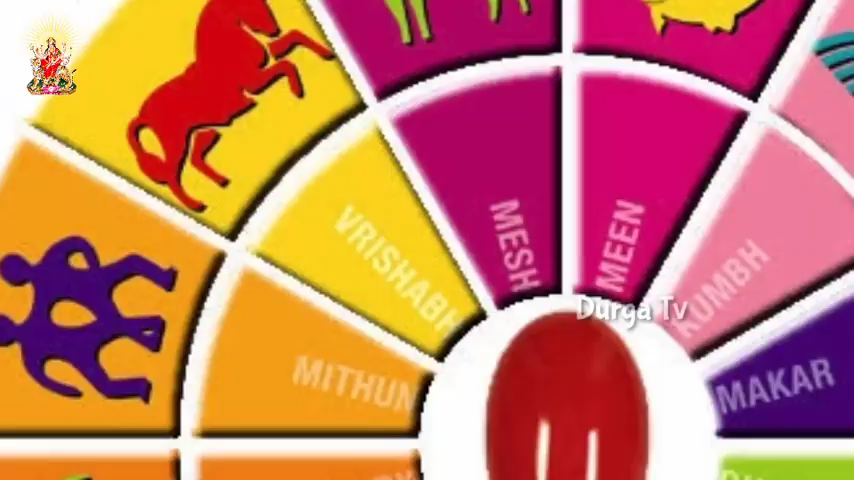 MESH
MEEN
VRISHABH
KUMBH
Durga Tv
MITHUN
MAKAR